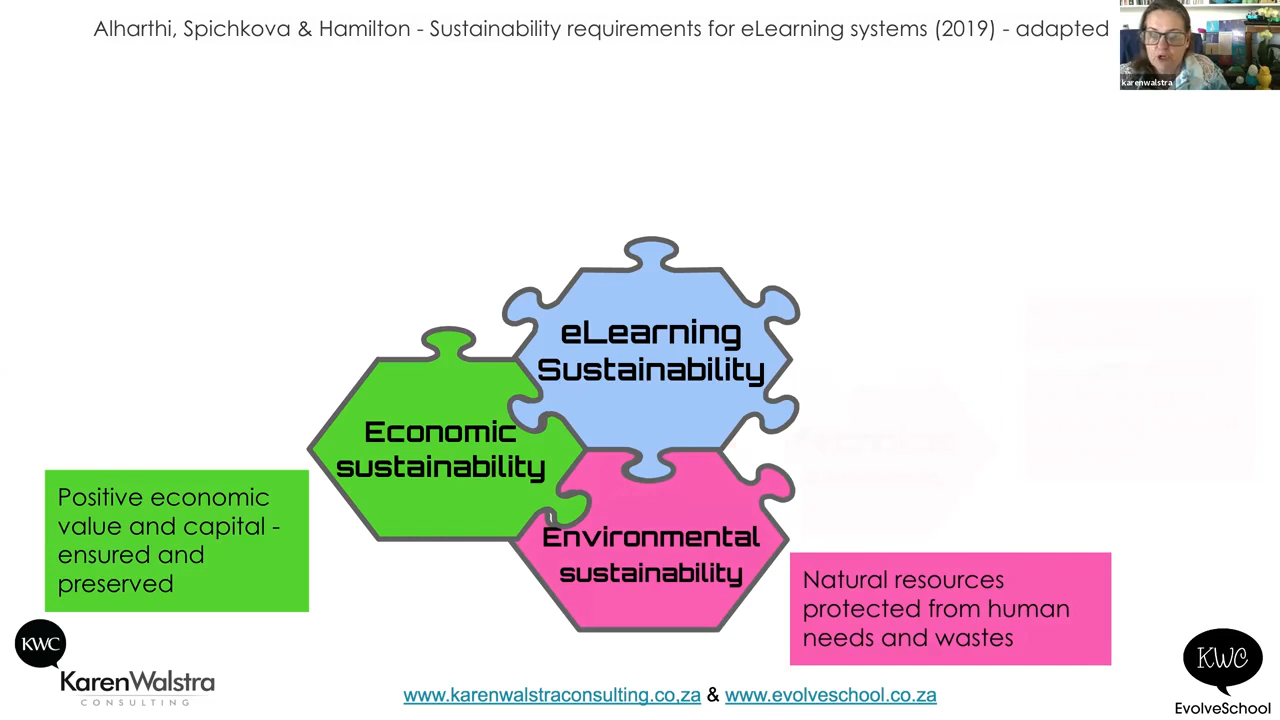 Alharthi, Spichkova & Hamilton - Sustainability requirements for eLearning systems (2019) - adapted
karenwalstra
eLearning
Sustainability
Economic
sustainability
Environmental
sustainability
Positive economic
value and capital -
ensured and
preserved
Natural resources
protected from human
needs and wastes
KWC
KarenWalstra
CONSULTING
www.karenwalstraconsulting.co,za & www.evolveschool.co.za
KWC
EvolveSchool